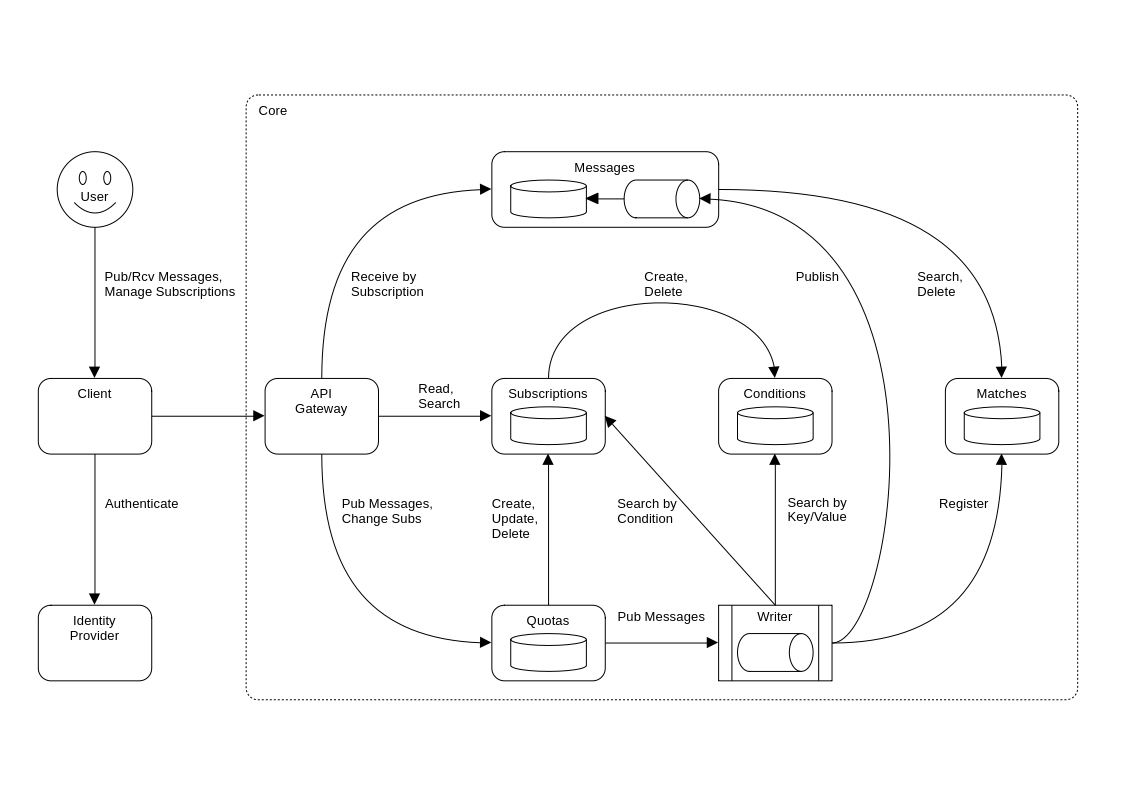 Core
User
Messages
Pub/Rcv Messages,
Manage Subscriptions
Receive by
Subscription
Create,
Delete
Publish
Search,
Delete
Client
API
Gateway
Read,
Search
Subscriptions
Conditions
Matches
Authenticate
Pub Messages,
Change Subs
Create,
Update,
Delete
Search by
Condition
Search by
Key/Value
Register
Identity
Provider
Quotas
Pub Messages
Writer